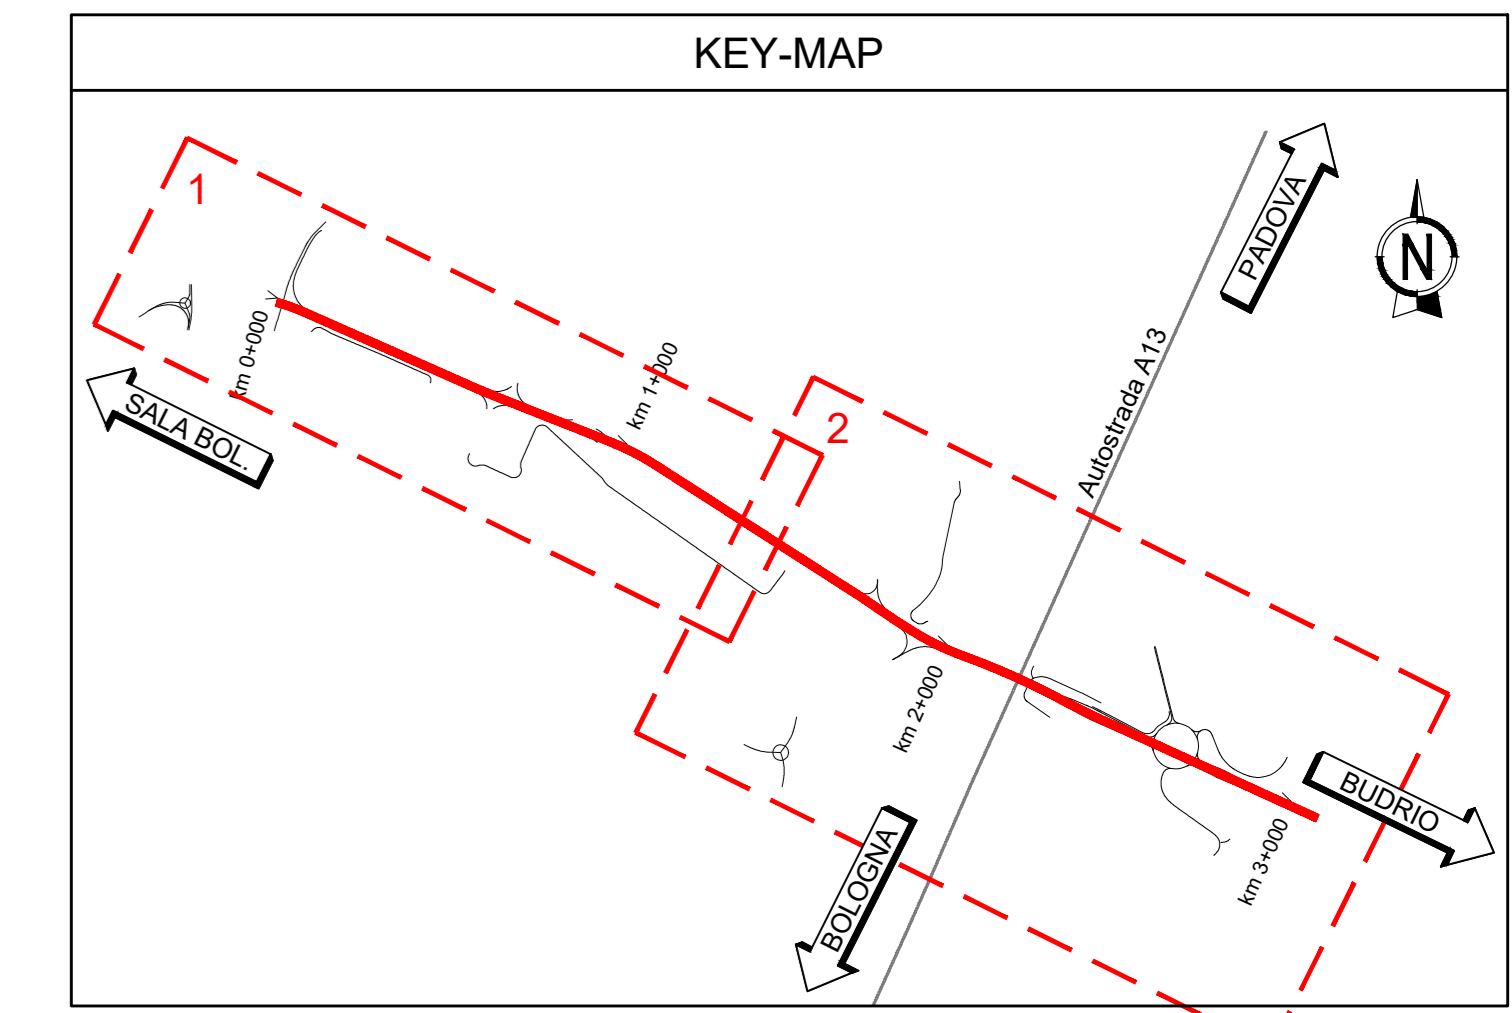 KEY-MAP
1
PADOVA
N
km 0+000
Autostrada A13
km 1+000
SALA BOL.
2
km 2+000
BUDRIO
BOLOGNA
km 3+000